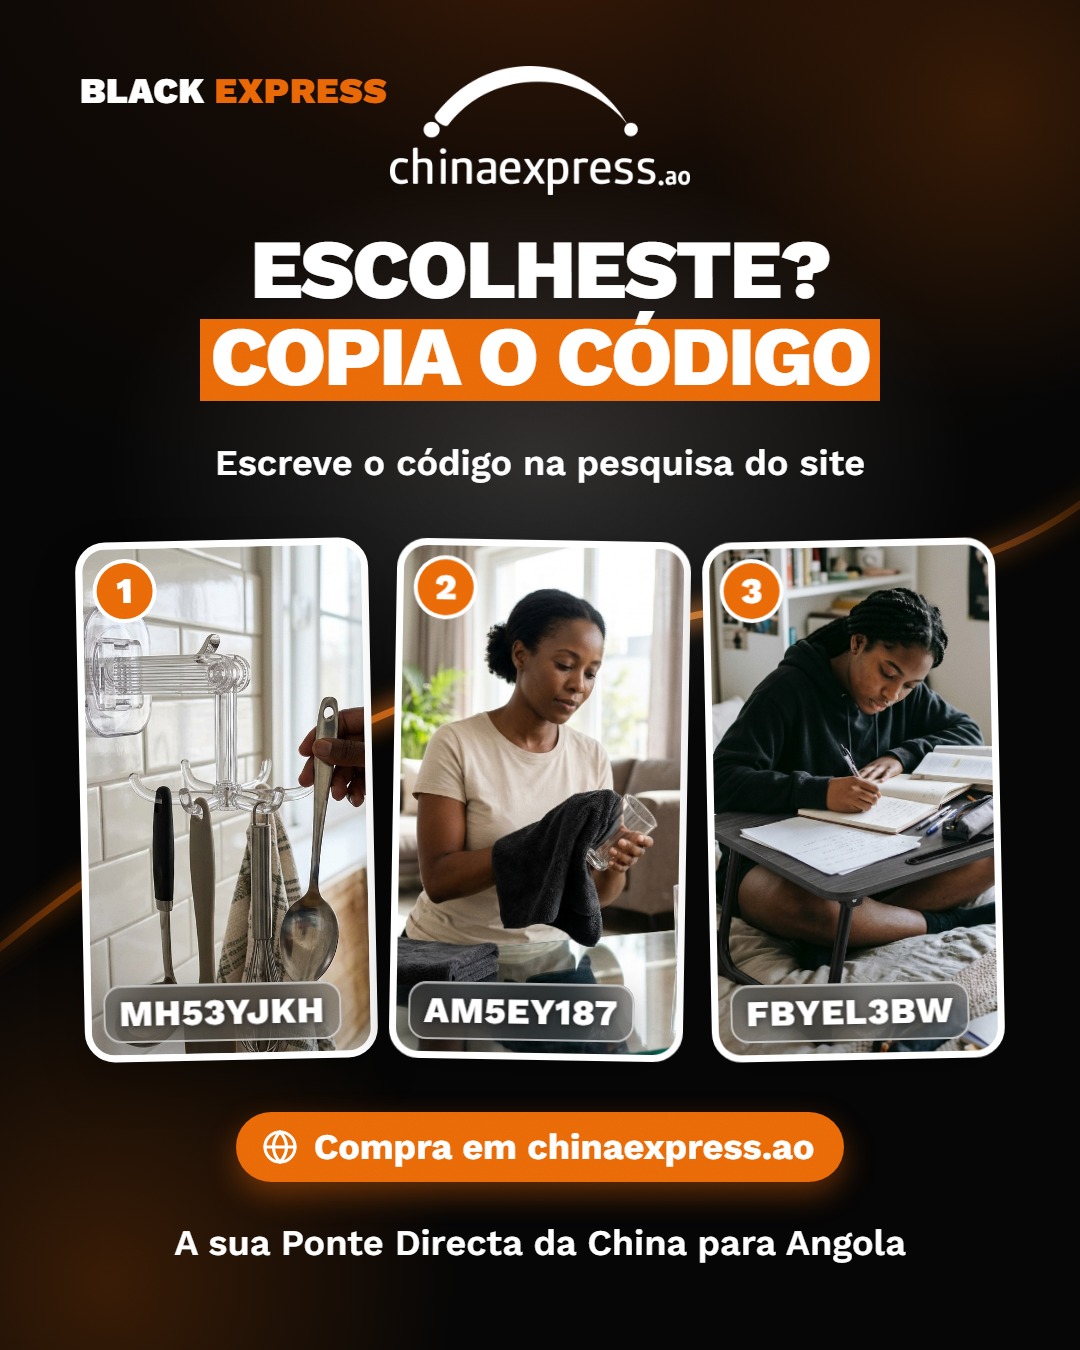 BLACK EXPRESS
chinaexpress.ao
ESCOLHESTE?
COPIA O CÓDIGO
Escreve o código na pesquisa do site
1
2
3
MH53YJKH
AM5EY187
FBYEL3BW
Compra em chinaexpress.ao
A sua Ponte Directa da China para Angola